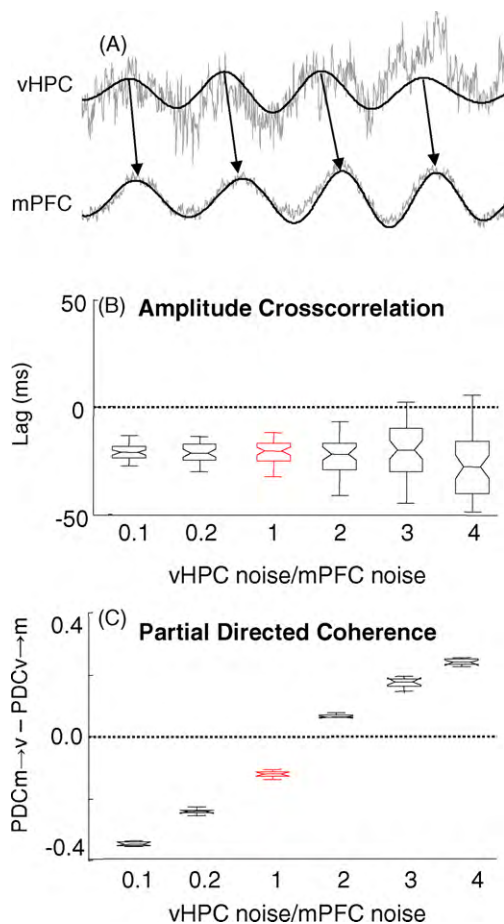 (A)
vHPC
mPFC
(B) Amplitude Crosscorrelation
Lag (ms)
50
0
-50
0.1 0.2 1 2 3 4
vHPC noise/mPFC noise
(C) Partial Directed Coherence
PDCm→v – PDCv→m
0.4
0.0
-0.4
0.1 0.2 1 2 3 4
vHPC noise/mPFC noise